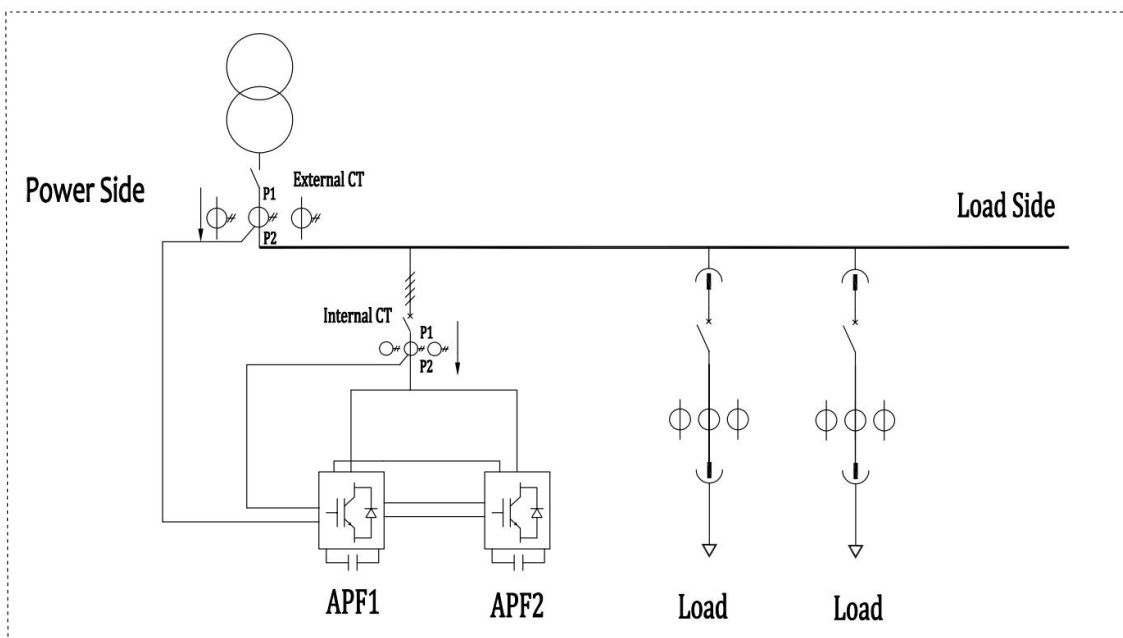 External CT
Power Side
P1
Load Side
P2
Internal CT
P1
P2
APF1
APF2
Load
Load